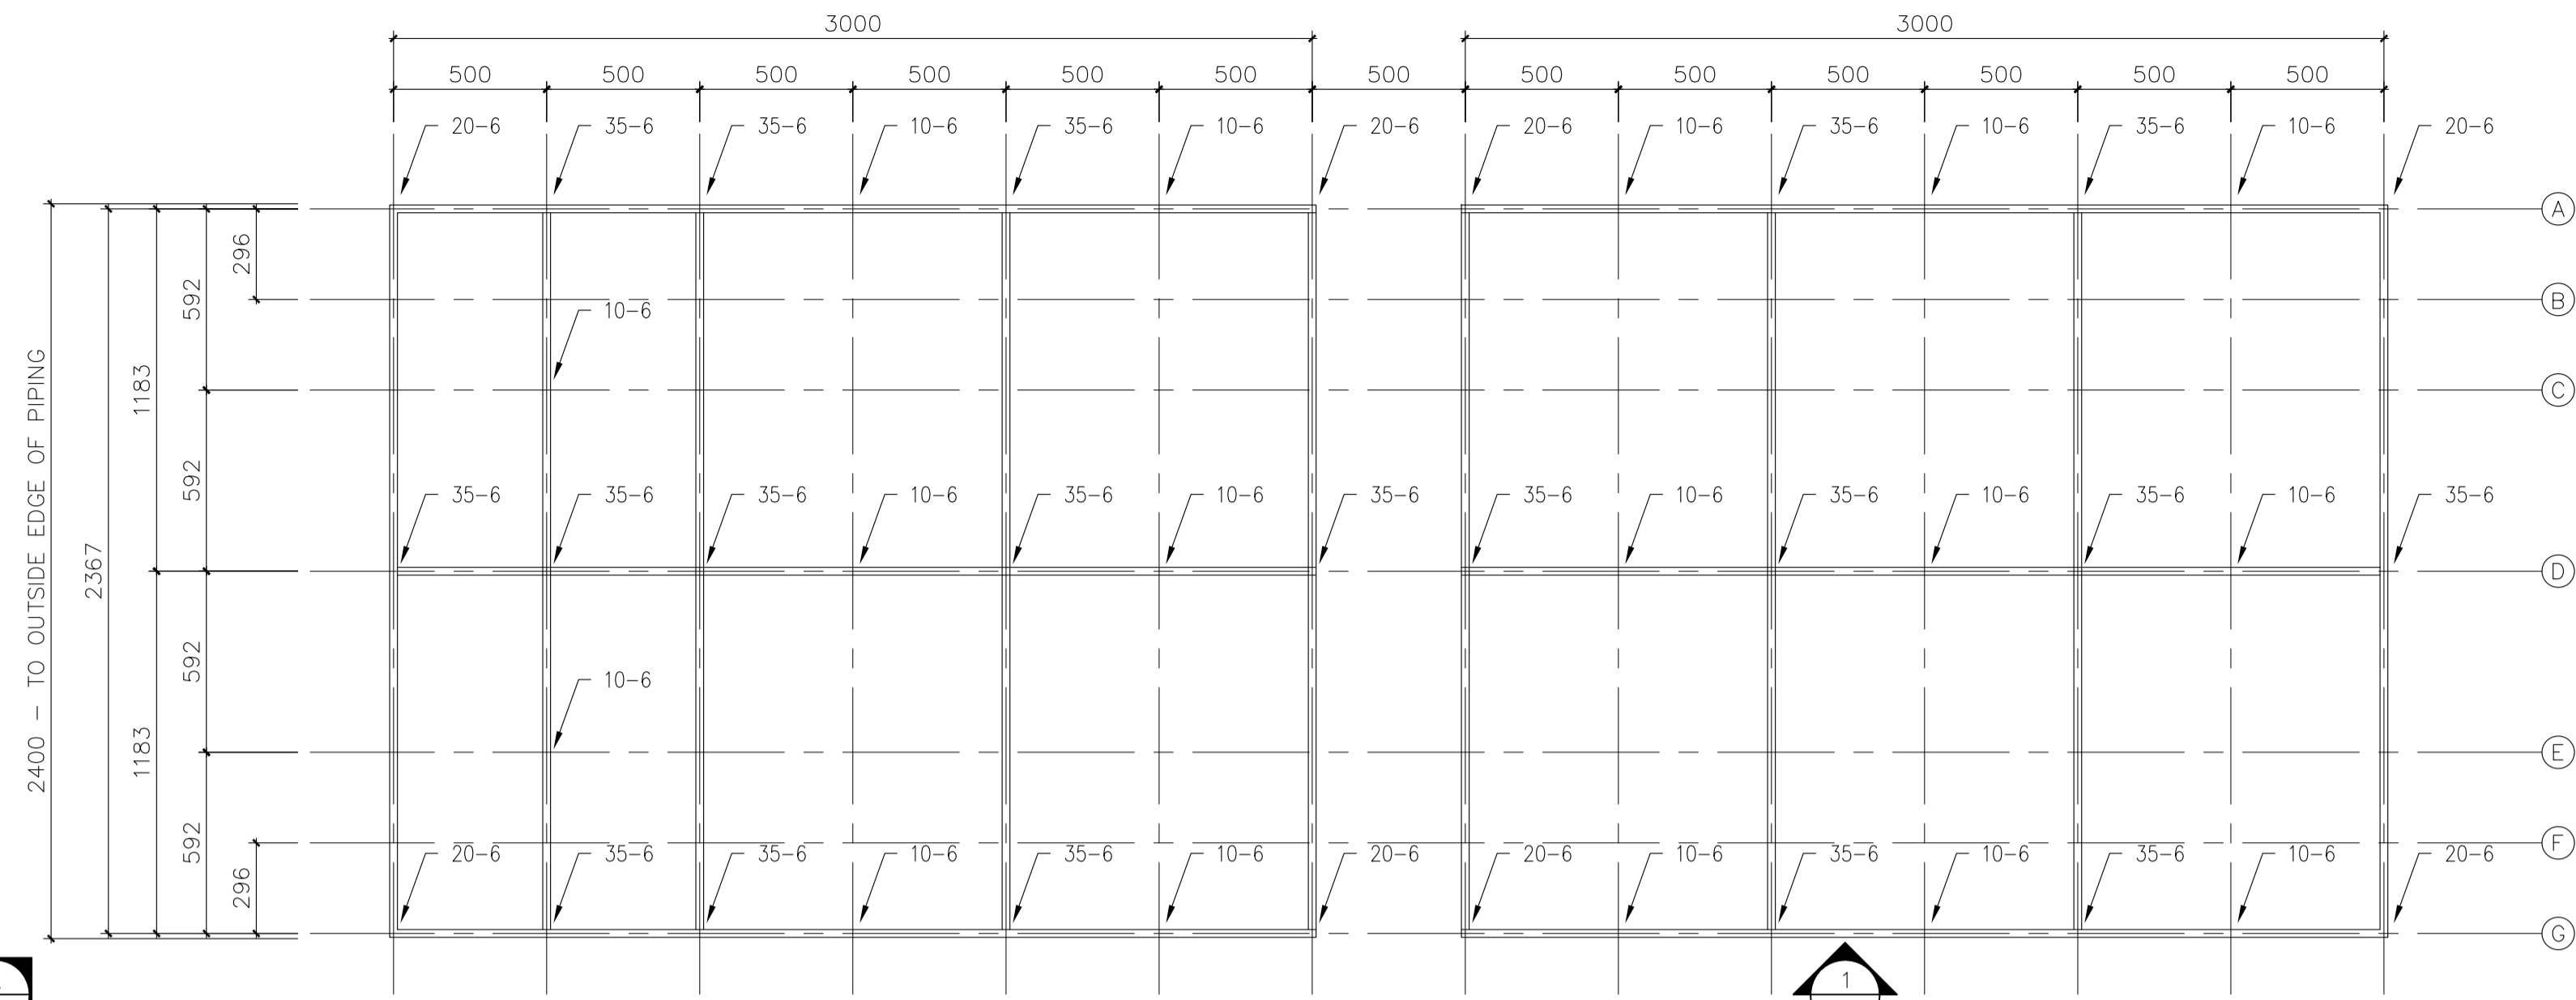 3000 3000
500 500 500 500 500 500 500 500 500 500 500 500 500
20-6 35-6 35-6 10-6 35-6 10-6 20-6 20-6 10-6 35-6 10-6 35-6 10-6 20-6
A
296
592
B
10-6
1183
C
2400 – TO OUTSIDE EDGE OF PIPING
592
35-6 35-6 35-6 10-6 35-6 10-6 35-6 35-6 10-6 35-6 10-6 35-6 10-6 35-6
2367
D
592
10-6
1183
E
592
F
20-6 35-6 35-6 10-6 35-6 10-6 20-6 20-6 10-6 35-6 10-6 35-6 10-6 20-6
296
G
1